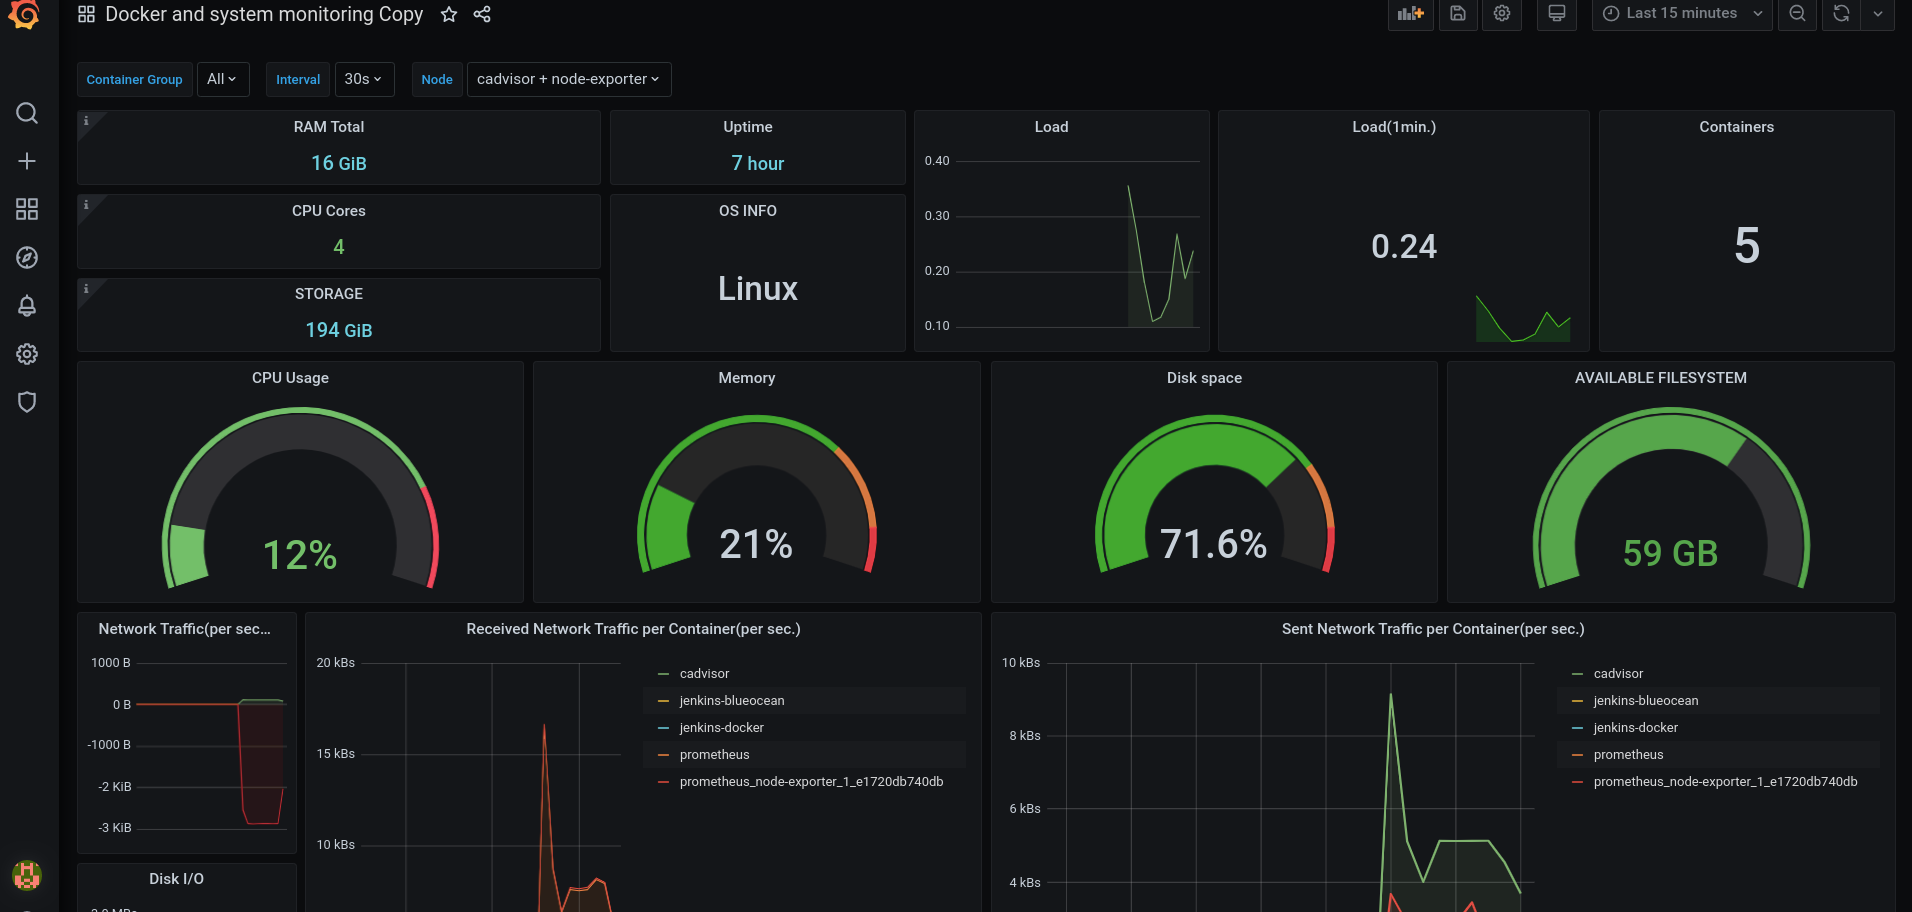 Docker and system monitoring Copy
Last 15 minutes
Container Group All Interval 30s Node cadvisor + node-exporter
RAM Total
16 GiB
CPU Cores
4
STORAGE
194 GiB
Uptime
7 hour
OS INFO
Linux
Load
0.40
0.30
0.20
0.10
Load(1min.)
0.24
Containers
5
CPU Usage
12%
Memory
21%
Disk space
71.6%
AVAILABLE FILESYSTEM
59 GB
Network Traffic(per sec...
1000 B
0 B
-1000 B
-2 KiB
-3 KiB
Disk I/O
Received Network Traffic per Container(per sec.)
20 kBs
15 kBs
10 kBs
cadvisor
jenkins-blueocean
jenkins-docker
prometheus
prometheus_node-exporter_1_e1720db740db
Sent Network Traffic per Container(per sec.)
10 kBs
8 kBs
6 kBs
4 kBs
cadvisor
jenkins-blueocean
jenkins-docker
prometheus
prometheus_node-exporter_1_e1720db740db